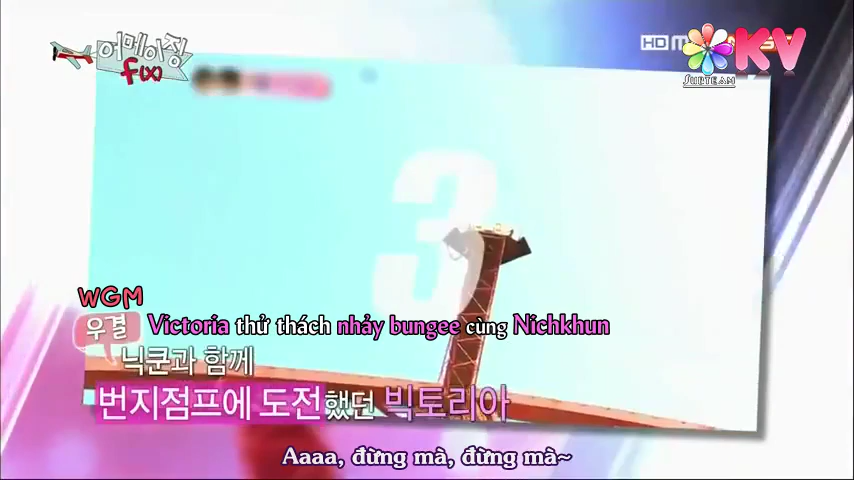 어메이징
f(x)
HD
KV
SUBTEAM
3
WGM
Victoria thử thách nhảy bungee cùng Nichkhun
우결
닉쿤과 함께
번지점프에 도전했던 빅토리아
Aaaa, đừng mà, đừng mà~